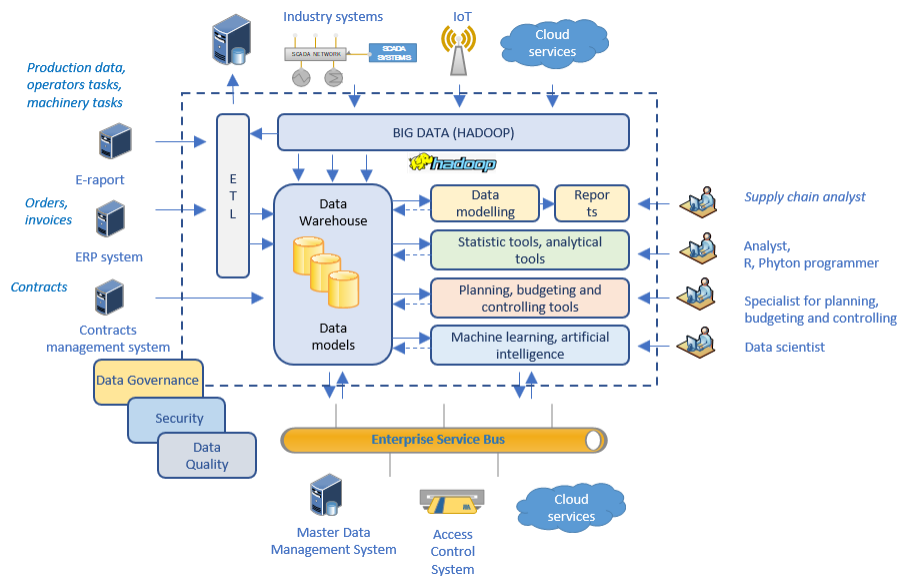 Industry systems
IoT
Cloud
services
SCADA NETWORK
SCADA
SYSTEMS
Production data,
operators tasks,
machinery tasks
BIG DATA (HADOOP)
hadoop
E-raport
E
T
L
Data
Warehouse
Data
modelling
Repor
ts
Supply chain analyst
Orders,
invoices
Statistic tools, analytical
tools
Analyst,
R, Phyton programmer
ERP system
Contracts
Planning, budgeting and
controlling tools
Specialist for planning,
budgeting and controlling
Contracts
management system
Data
models
Machine learning, artificial
intelligence
Data scientist
Data Governance
Security
Data
Quality
Enterprise Service Bus
Master Data
Management System
Access
Control
System
Cloud
services